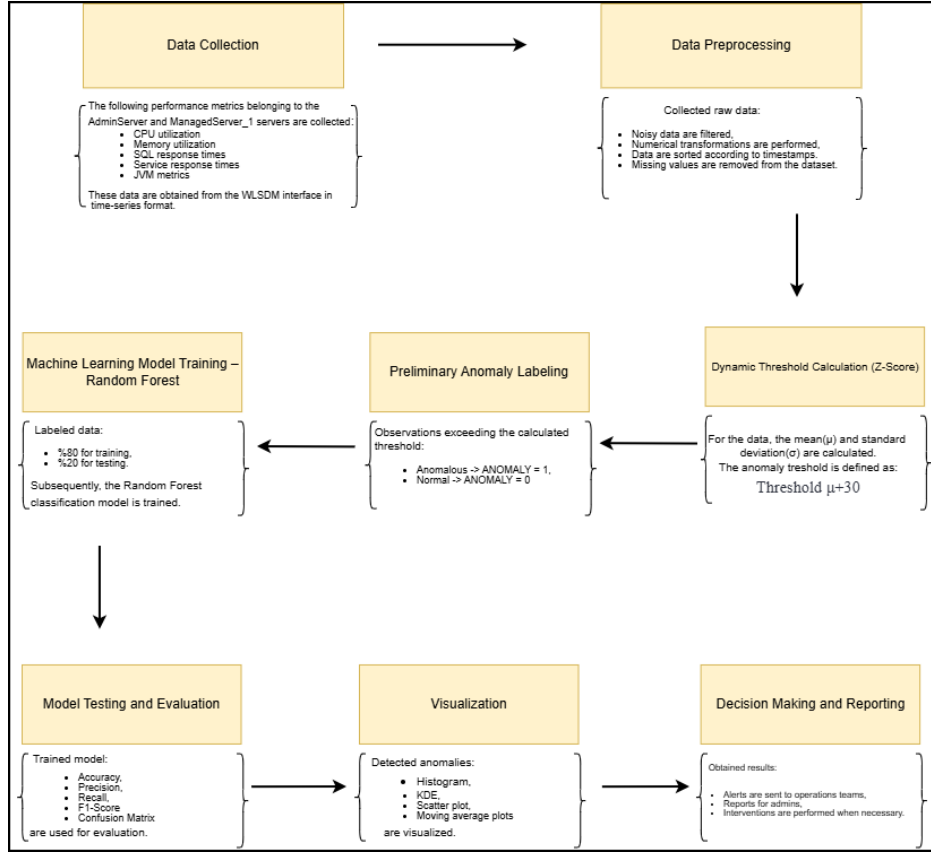 Data Collection
The following performance metrics belonging to the
AdminServer and ManagedServer_1 servers are collected:
• CPU utilization
• Memory utilization
• SQL response times
• Service response times
• JVM metrics
These data are obtained from the WLSDM interface in
time-series format.
Data Preprocessing
Collected raw data:
• Noisy data are filtered,
• Numerical transformations are performed,
• Data are sorted according to timestamps.
• Missing values are removed from the dataset.
Dynamic Threshold Calculation (Z-Score)
For the data, the mean(μ) and standard
deviation(σ) are calculated.
The anomaly treshold is defined as:
Threshold μ+30
Preliminary Anomaly Labeling
Observations exceeding the calculated
threshold:
• Anomalous -> ANOMALY = 1,
• Normal -> ANOMALY = 0
Machine Learning Model Training –
Random Forest
Labeled data:
• %80 for training,
• %20 for testing.
Subsequently, the Random Forest
classification model is trained.
Model Testing and Evaluation
Trained model:
• Accuracy,
• Precision,
• Recall,
• F1-Score
• Confusion Matrix
are used for evaluation.
Visualization
Detected anomalies:
• Histogram,
• KDE,
• Scatter plot,
• Moving average plots
are visualized.
Decision Making and Reporting
Obtained results:
• Alerts are sent to operations teams,
• Reports for admins,
• Interventions are performed when necessary.